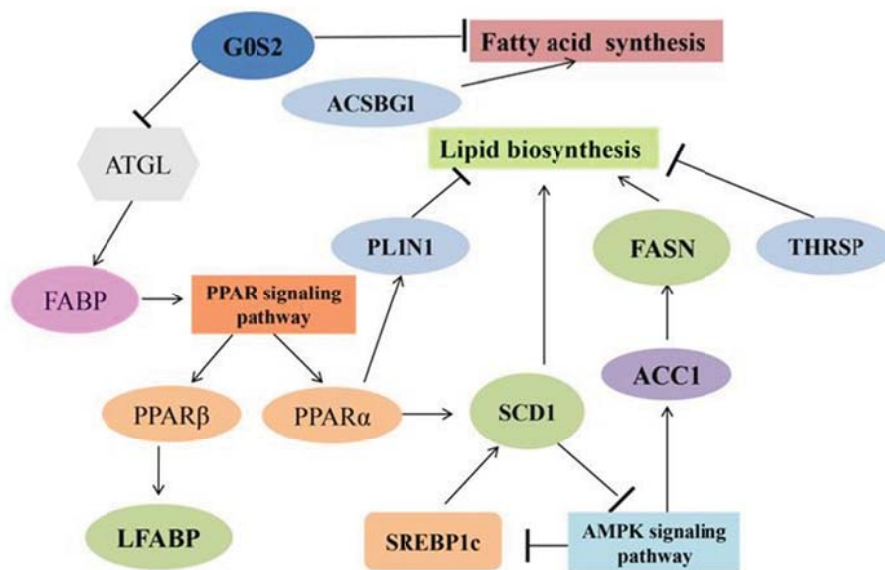 G0S2
Fatty acid synthesis
ACSBG1
Lipid biosynthesis
ATGL
PL1N1
FASN
THRSP
FABP
PPAR signaling
pathway
ACC1
PPARβ
PPARα
SCD1
LFABP
SREBP1c
AMPK signaling
pathway